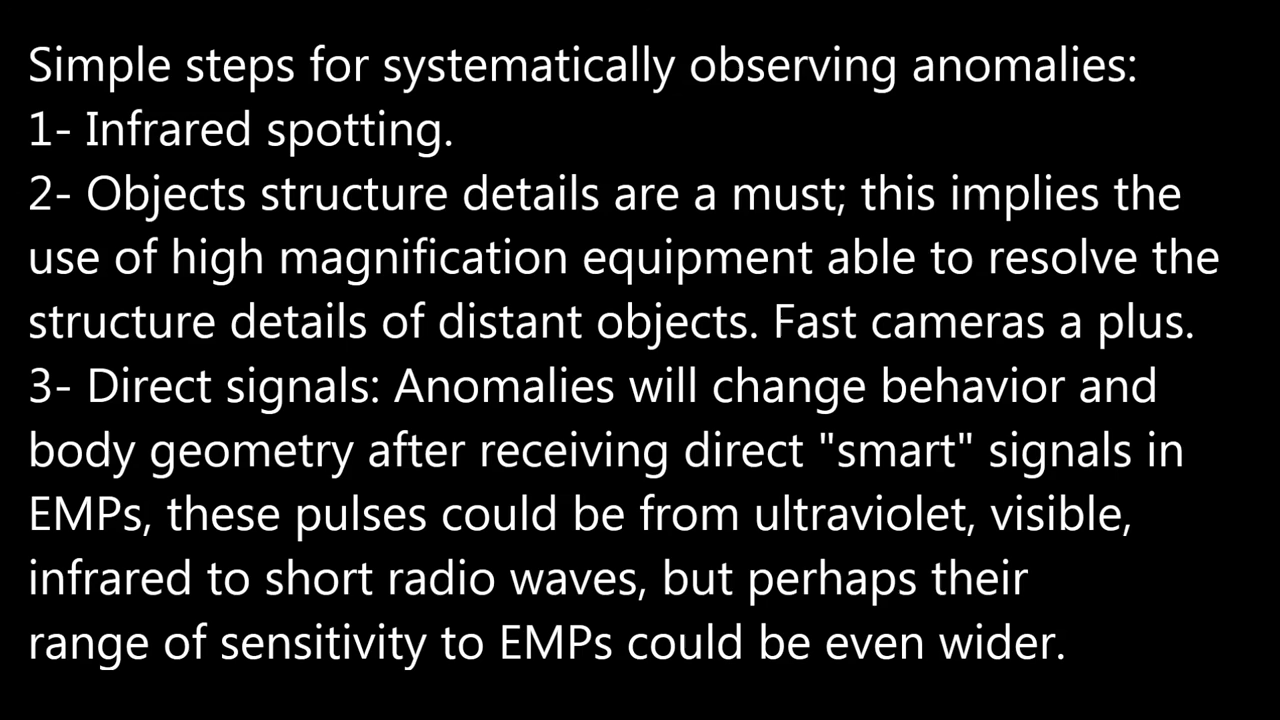 Simple steps for systematically observing anomalies:
1- Infrared spotting.
2- Objects structure details are a must; this implies the
use of high magnification equipment able to resolve the
structure details of distant objects. Fast cameras a plus.
3- Direct signals: Anomalies will change behavior and
body geometry after receiving direct "smart" signals in
EMPs, these pulses could be from ultraviolet, visible,
infrared to short radio waves, but perhaps their
range of sensitivity to EMPs could be even wider.